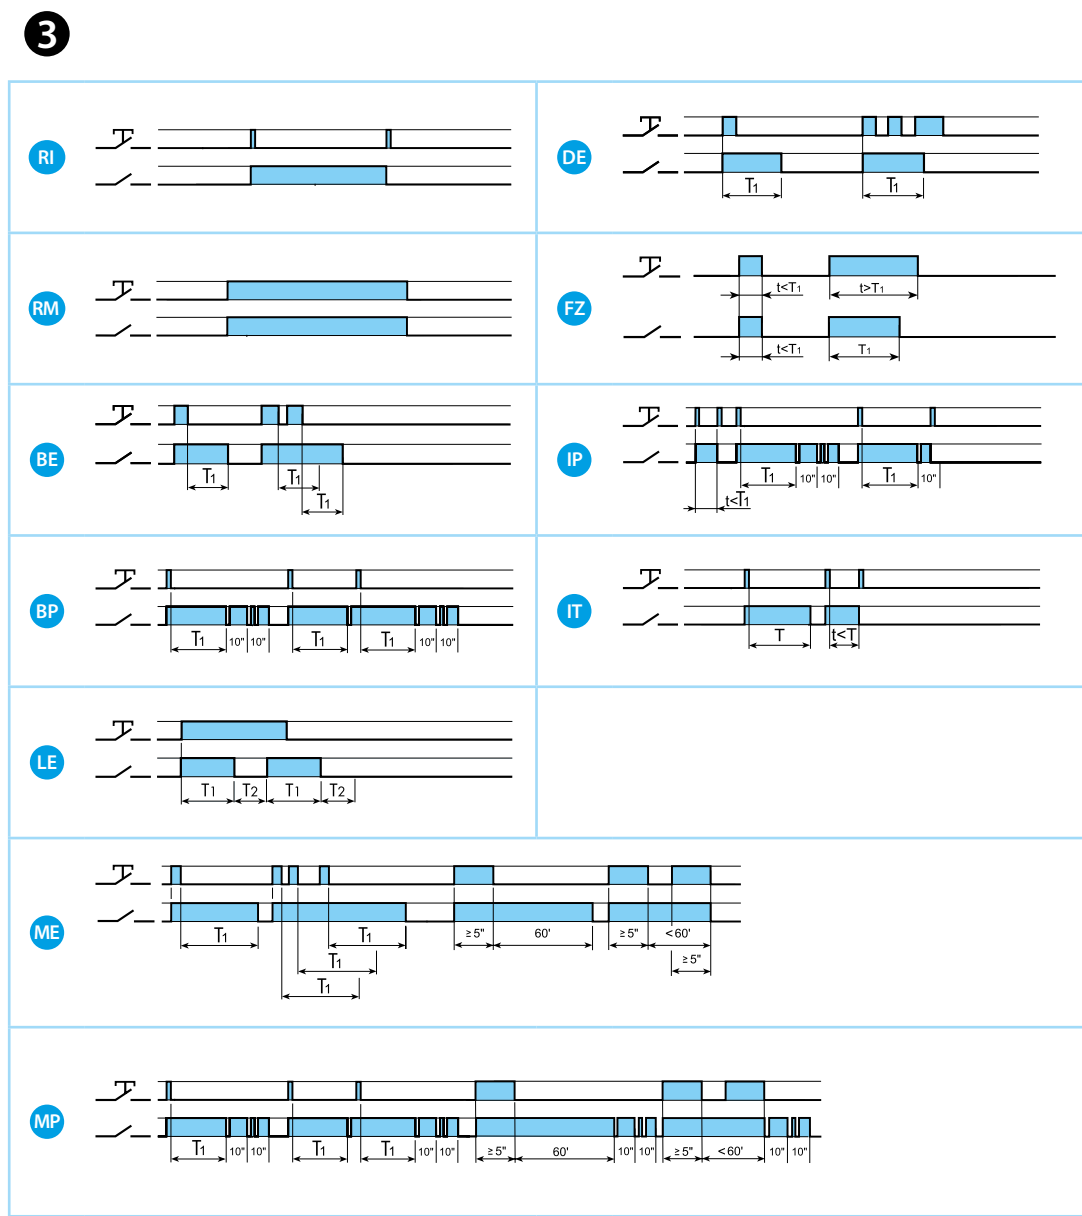 3
RI
DE
T1 T1
RM
FZ
t<T1 t>T1
t<T1 T1
BE
T1 T1
T1
IP
T1 10" 10" T1 10"
t<T1
BP
T1 10" 10" T1 T1 10" 10"
IT
T t<T
LE
T1 T2 T1 T2
ME
T1 T1 ≥5" 60' ≥5" <60'
T1 ≥5"
T1
MP
T1 10" 10" T1 T1 10" 10" ≥5" 60' 10" 10" ≥5" <60' 10" 10"